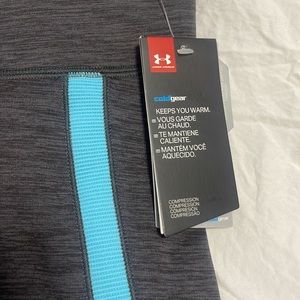 UNDER ARMOUR
coldgear
KEEPS YOU WARM.
▪ VOUS GARDE
AU CHAUD.
▪ TE MANTIENE
CALIENTE.
▪ MANTÉM VOCÊ
AQUECIDO.
COMPRESSION
COMPRESSION
COMPRESIÓN
COMPRESSÃO
coldgear